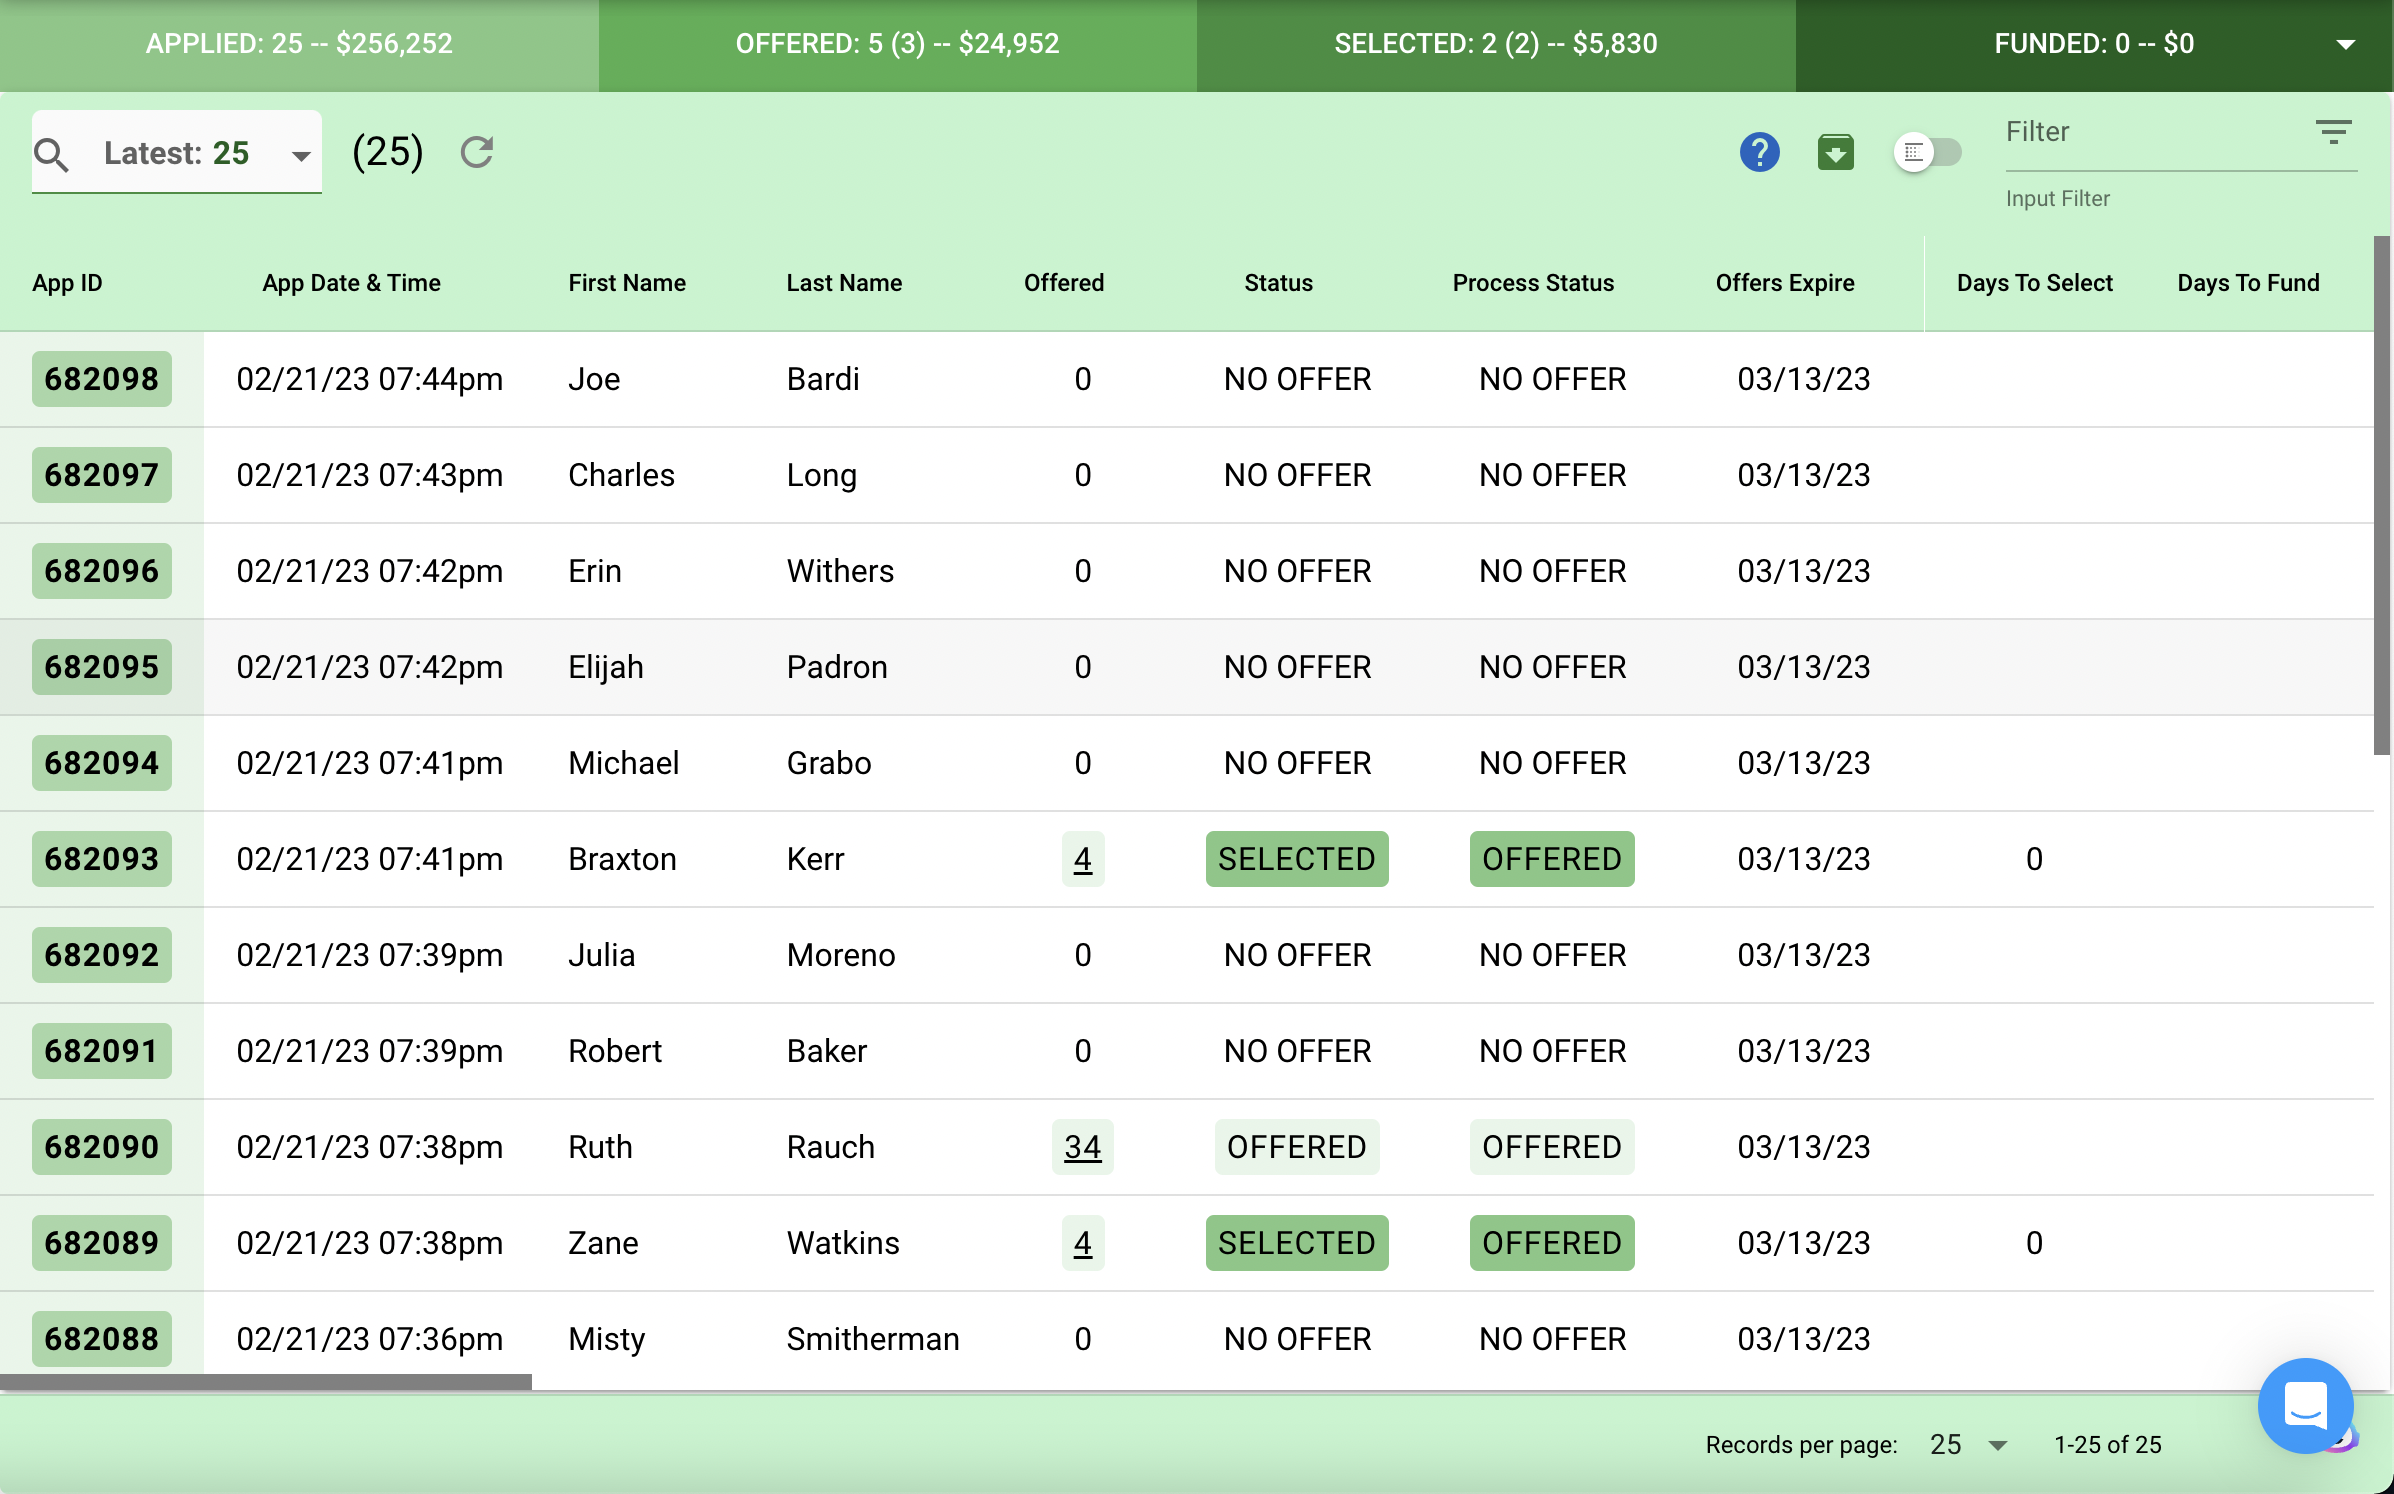 APPLIED: 25 -- $256,252 OFFERED: 5 (3) -- $24,952 SELECTED: 2 (2) -- $5,830 FUNDED: 0 -- $0
Latest: 25 (25) ? Filter
Input Filter
App ID App Date & Time First Name Last Name Offered Status Process Status Offers Expire Days To Select Days To Fund
682098 02/21/23 07:44pm Joe Bardi 0 NO OFFER NO OFFER 03/13/23
682097 02/21/23 07:43pm Charles Long 0 NO OFFER NO OFFER 03/13/23
682096 02/21/23 07:42pm Erin Withers 0 NO OFFER NO OFFER 03/13/23
682095 02/21/23 07:42pm Elijah Padron 0 NO OFFER NO OFFER 03/13/23
682094 02/21/23 07:41pm Michael Grabo 0 NO OFFER NO OFFER 03/13/23
682093 02/21/23 07:41pm Braxton Kerr 4 SELECTED OFFERED 03/13/23 0
682092 02/21/23 07:39pm Julia Moreno 0 NO OFFER NO OFFER 03/13/23
682091 02/21/23 07:39pm Robert Baker 0 NO OFFER NO OFFER 03/13/23
682090 02/21/23 07:38pm Ruth Rauch 34 OFFERED OFFERED 03/13/23
682089 02/21/23 07:38pm Zane Watkins 4 SELECTED OFFERED 03/13/23 0
682088 02/21/23 07:36pm Misty Smitherman 0 NO OFFER NO OFFER 03/13/23
Records per page: 25 1-25 of 25